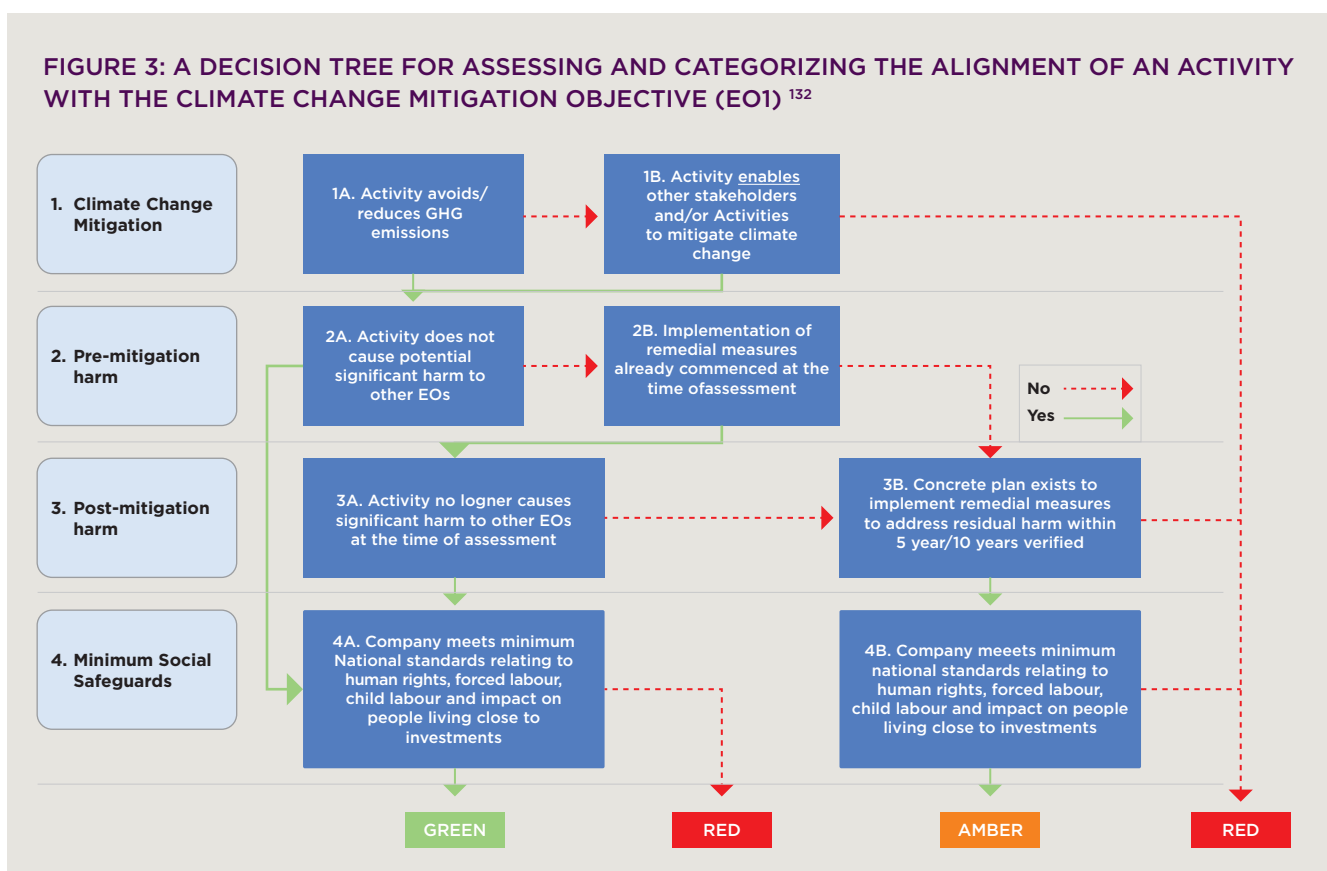 FIGURE 3: A DECISION TREE FOR ASSESSING AND CATEGORIZING THE ALIGNMENT OF AN ACTIVITY
WITH THE CLIMATE CHANGE MITIGATION OBJECTIVE (EO1) 132
1. Climate Change
Mitigation
1A. Activity avoids/
reduces GHG
emissions
1B. Activity enables
other stakeholders
and/or Activities
to mitigate climate
change
2. Pre-mitigation
harm
2A. Activity does not
cause potential
significant harm to
other EOs
2B. Implementation of
remedial measures
already commenced at the
time ofassessment
No
Yes
3. Post-mitigation
harm
3A. Activity no logner causes
significant harm to other EOs
at the time of assessment
3B. Concrete plan exists to
implement remedial measures
to address residual harm within
5 year/10 years verified
4. Minimum Social
Safeguards
4A. Company meets minimum
National standards relating to
human rights, forced labour,
child labour and impact on
people living close to
investments
4B. Company meeets minimum
national standards relating to
human rights, forced labour,
child labour and impact on people
living close to investments
GREEN
RED
AMBER
RED